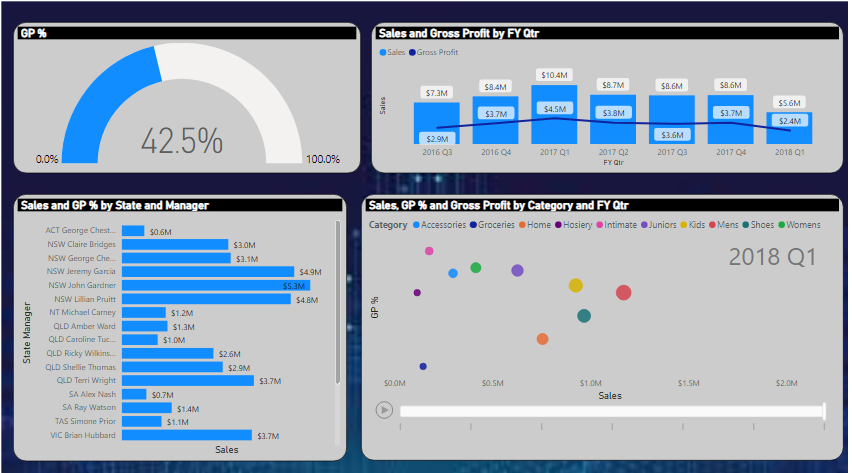 GP %
42.5%
0.0%
100.0%
Sales and Gross Profit by FY Qtr
Sales Gross Profit
Sales
$7.3M $8.4M $10.4M $8.7M $8.6M $8.6M $5.6M
$2.9M $3.7M $4.5M $3.8M $3.6M $3.7M $2.4M
2016 Q3 2016 Q4 2017 Q1 2017 Q2 2017 Q3 2017 Q4 2018 Q1
FY Qtr
Sales and GP % by State and Manager
State Manager
ACT George Chest... $0.6M
NSW Claire Bridges $3.0M
NSW George Che... $3.1M
NSW Jeremy Garcia $4.9M
NSW John Gardner $5.3M
NSW Lillian Pruitt $4.8M
NT Michael Carney $1.2M
QLD Amber Ward $1.3M
QLD Caroline Tuc... $1.0M
QLD Ricky Wilkins... $2.6M
QLD Shellie Thomas $2.9M
QLD Terri Wright $3.7M
SA Alex Nash $0.7M
SA Ray Watson $1.4M
TAS Simone Prior $1.1M
VIC Brian Hubbard $3.7M
Sales
Sales, GP % and Gross Profit by Category and FY Qtr
Category Accessories Groceries Home Hosiery Intimate Juniors Kids Mens Shoes Womens
2018 Q1
GP %
$0.0M $0.5M $1.0M $1.5M $2.0M
Sales